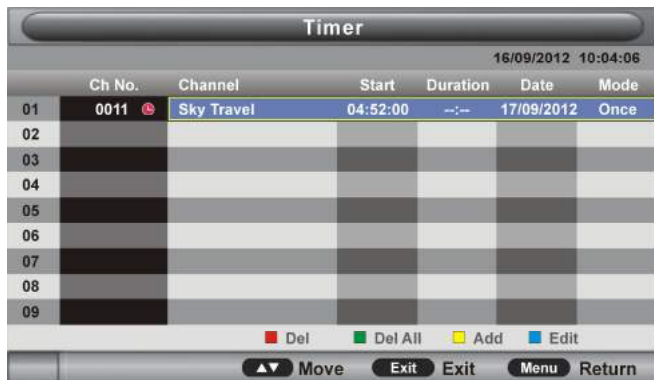 Timer
16/09/2012 10:04:06
Ch No. Channel Start Duration Date Mode
01 0011 Sky Travel 04:52:00 --:-- 17/09/2012 Once
02
03
04
05
06
07
08
09
Del Del All Add Edit
▲▼ Move Exit Exit Menu Return